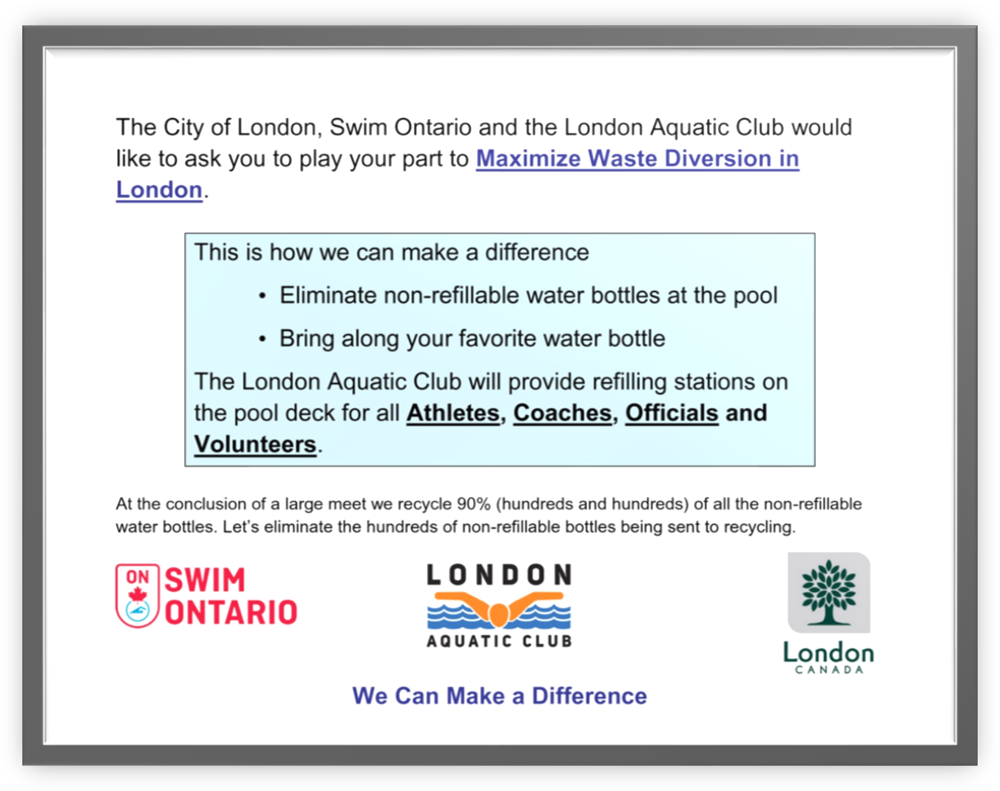 The City of London, Swim Ontario and the London Aquatic Club would
like to ask you to play your part to Maximize Waste Diversion in
London.
This is how we can make a difference
• Eliminate non-refillable water bottles at the pool
• Bring along your favorite water bottle
The London Aquatic Club will provide refilling stations on
the pool deck for all Athletes, Coaches, Officials and
Volunteers.
At the conclusion of a large meet we recycle 90% (hundreds and hundreds) of all the non-refillable
water bottles. Let’s eliminate the hundreds of non-refillable bottles being sent to recycling.
ON
SWIM
ONTARIO
LONDON
AQUATIC CLUB
London
CANADA
We Can Make a Difference